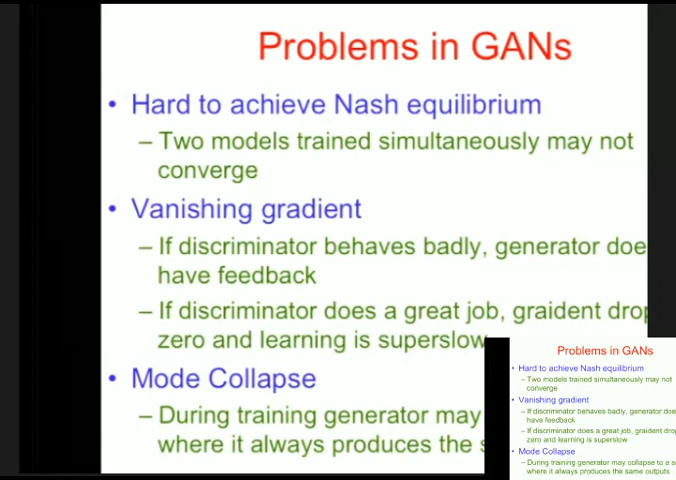 Problems in GANs
• Hard to achieve Nash equilibrium
– Two models trained simultaneously may not
converge
• Vanishing gradient
– If discriminator behaves badly, generator doe
have feedback
– If discriminator does a great job, graident drop
zero and learning is superslow
• Mode Collapse
– During training generator may
where it always produces the s
Problems in GANs
• Hard to achieve Nash equilibrium
– Two models trained simultaneously may not
converge
• Vanishing gradient
– If discriminator behaves badly, generator doe
have feedback
– If discriminator does a great job, graident drop
zero and learning is superslow
• Mode Collapse
– During training generator may collapse to a s
where it always produces the same outputs